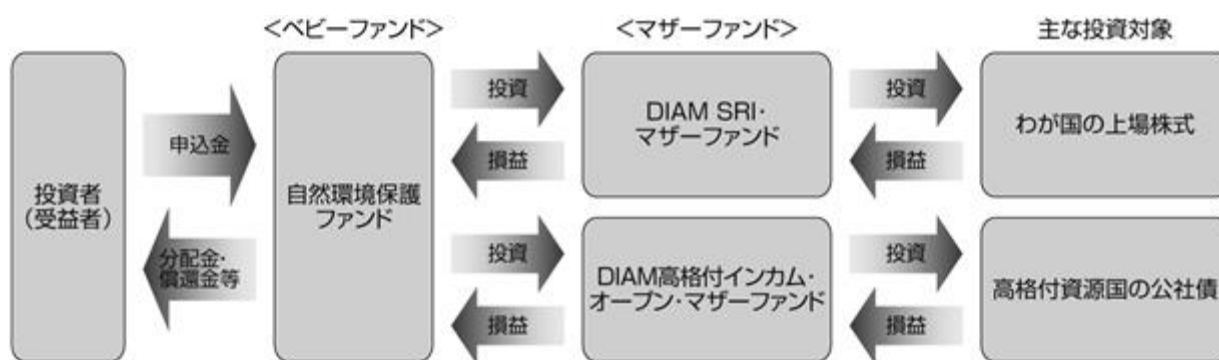 ＜ベビーファンド＞
＜マザーファンド＞
主な投資対象
投資者
（受益者）
申込金
分配金・
償還金等
自然環境保護
ファンド
投資
損益
DIAM SRI・
マザーファンド
投資
損益
わが国の上場株式
投資
損益
DIAM高格付インカム・
オープン・マザーファンド
投資
損益
高格付資源国の公社債